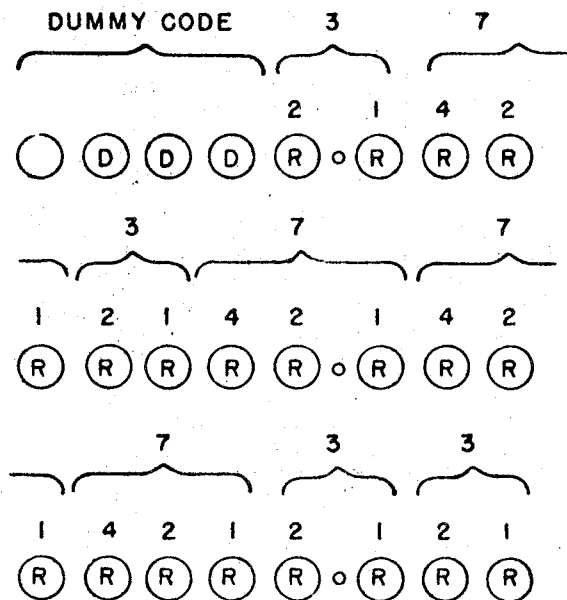 DUMMY CODE 3 7
2 1 4 2
D D D R R R R
3 7 7
1 2 1 4 2 1 4 2
R R R R R R R R
7 3 3
1 4 2 1 2 1 2 1
R R R R R R R R